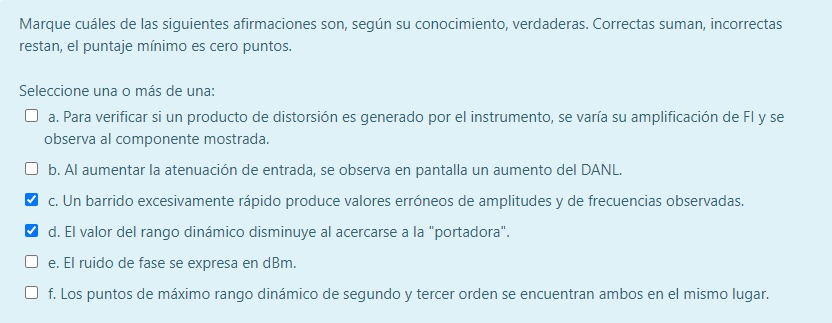 Marque cuáles de las siguientes afirmaciones son, según su conocimiento, verdaderas. Correctas suman, incorrectas
restan, el puntaje mínimo es cero puntos.
Seleccione una o más de una:
a. Para verificar si un producto de distorsión es generado por el instrumento, se varía su amplificación de FI y se
observa al componente mostrada.
b. Al aumentar la atenuación de entrada, se observa en pantalla un aumento del DANL.
c. Un barrido excesivamente rápido produce valores erróneos de amplitudes y de frecuencias observadas.
d. El valor del rango dinámico disminuye al acercarse a la "portadora".
e. El ruido de fase se expresa en dBm.
f. Los puntos de máximo rango dinámico de segundo y tercer orden se encuentran ambos en el mismo lugar.